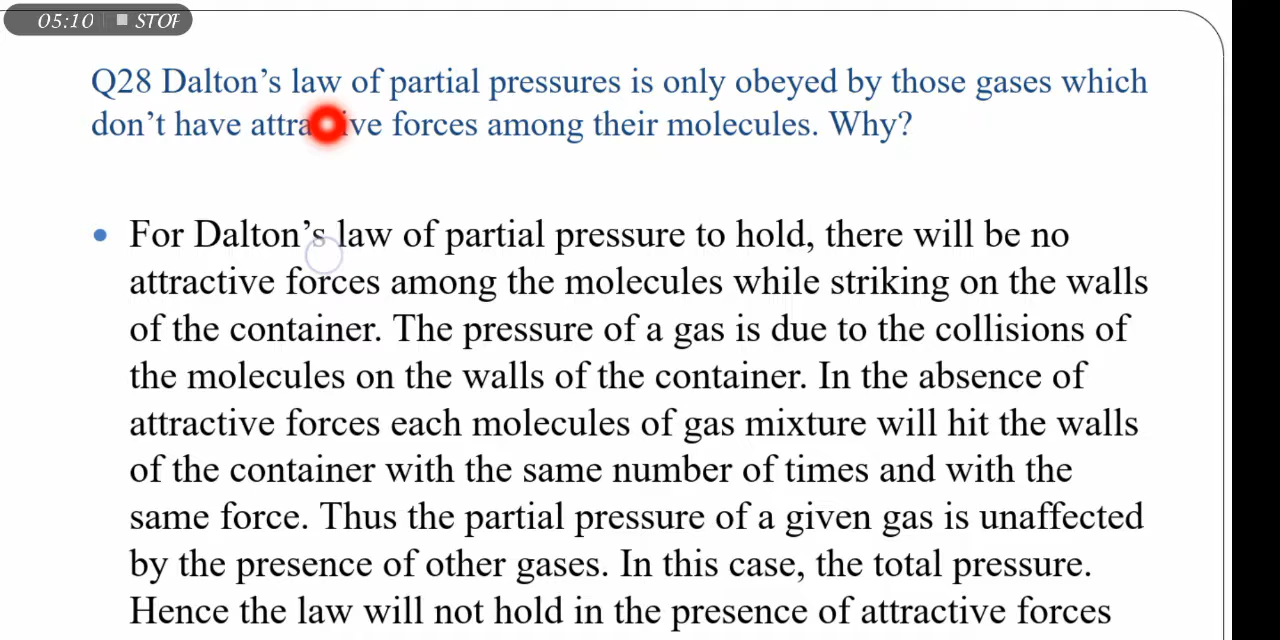 05:10 STOP
Q28 Dalton's law of partial pressures is only obeyed by those gases which
don't have attractive forces among their molecules. Why?
For Dalton's law of partial pressure to hold, there will be no
attractive forces among the molecules while striking on the walls
of the container. The pressure of a gas is due to the collisions of
the molecules on the walls of the container. In the absence of
attractive forces each molecules of gas mixture will hit the walls
of the container with the same number of times and with the
same force. Thus the partial pressure of a given gas is unaffected
by the presence of other gases. In this case, the total pressure.
Hence the law will not hold in the presence of attractive forces